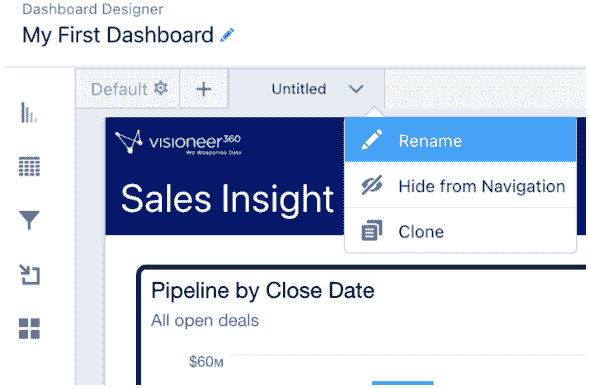 Dashboard Designer
My First Dashboard
Default + Untitled
visioneer360
Rename
Sales Insight
Hide from Navigation
Clone
Pipeline by Close Date
All open deals
$60M